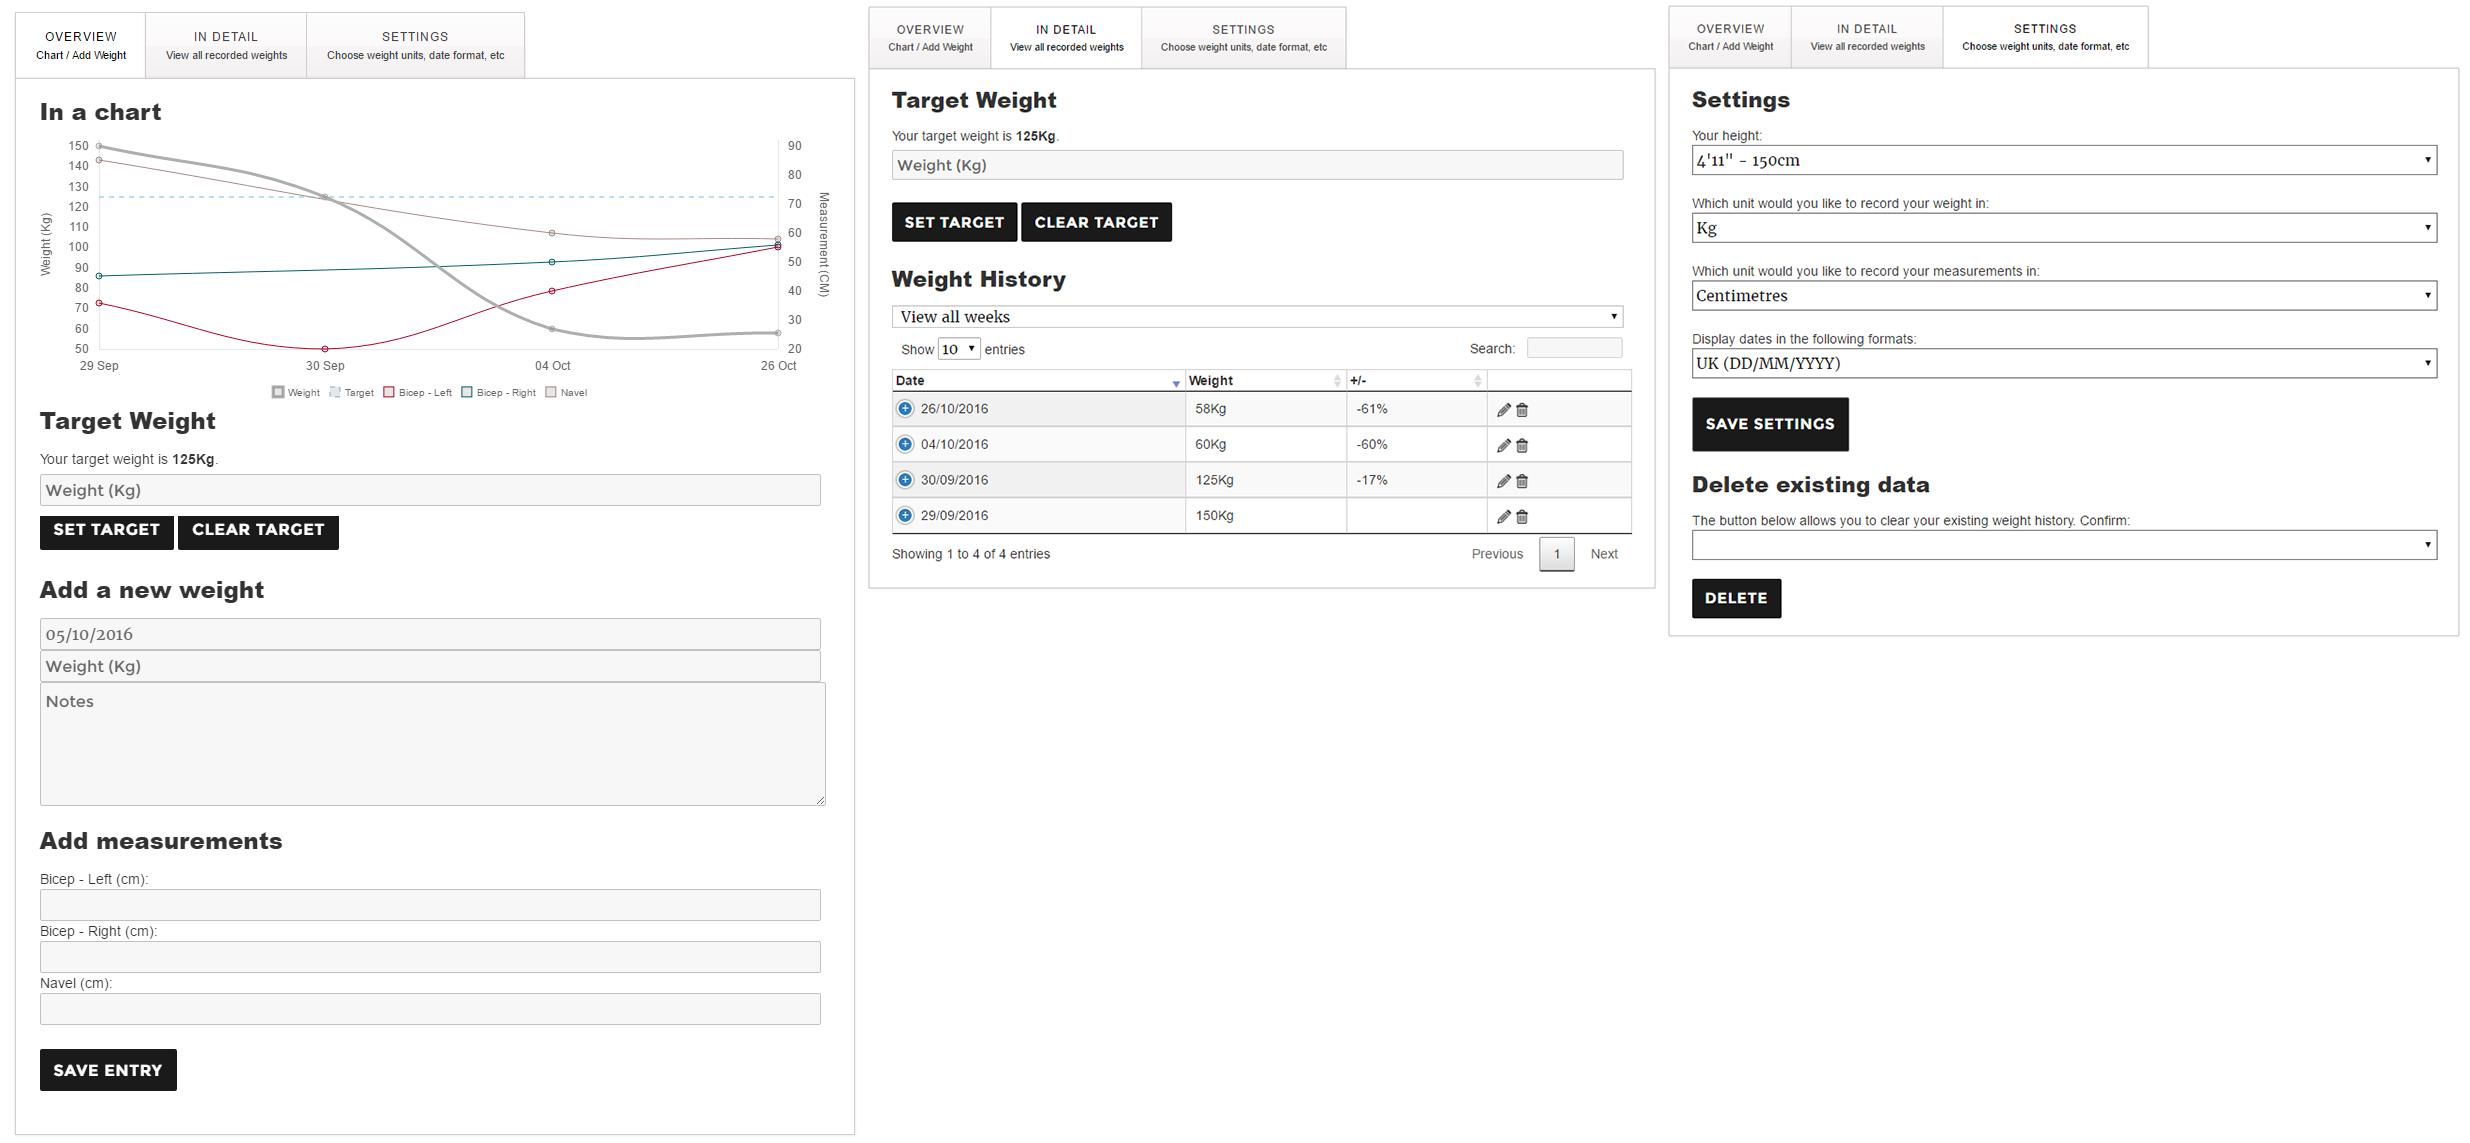 OVERVIEW
Chart / Add Weight
IN DETAIL
View all recorded weights
SETTINGS
Choose weight units, date format, etc
In a chart
150
140
130
120
110
100
90
80
70
60
50
Weight (Kg)
90
80
70
60
50
40
30
20
Measurement (CM)
29 Sep
30 Sep
04 Oct
26 Oct
Weight
Target
Bicep - Left
Bicep - Right
Navel
Target Weight
Your target weight is 125Kg.
Weight (Kg)
SET TARGET
CLEAR TARGET
Add a new weight
05/10/2016
Weight (Kg)
Notes
Add measurements
Bicep - Left (cm):
Bicep - Right (cm):
Navel (cm):
SAVE ENTRY
OVERVIEW
Chart / Add Weight
IN DETAIL
View all recorded weights
SETTINGS
Choose weight units, date format, etc
Target Weight
Your target weight is 125Kg.
Weight (Kg)
SET TARGET
CLEAR TARGET
Weight History
View all weeks
Show 10 entries
Search:
Date Weight +/-
26/10/2016 58Kg -61%
04/10/2016 60Kg -60%
30/09/2016 125Kg -17%
29/09/2016 150Kg
Showing 1 to 4 of 4 entries
Previous 1 Next
OVERVIEW
Chart / Add Weight
IN DETAIL
View all recorded weights
SETTINGS
Choose weight units, date format, etc
Settings
Your height:
4'11" - 150cm
Which unit would you like to record your weight in:
Kg
Which unit would you like to record your measurements in:
Centimetres
Display dates in the following formats:
UK (DD/MM/YYYY)
SAVE SETTINGS
Delete existing data
The button below allows you to clear your existing weight history. Confirm:
DELETE